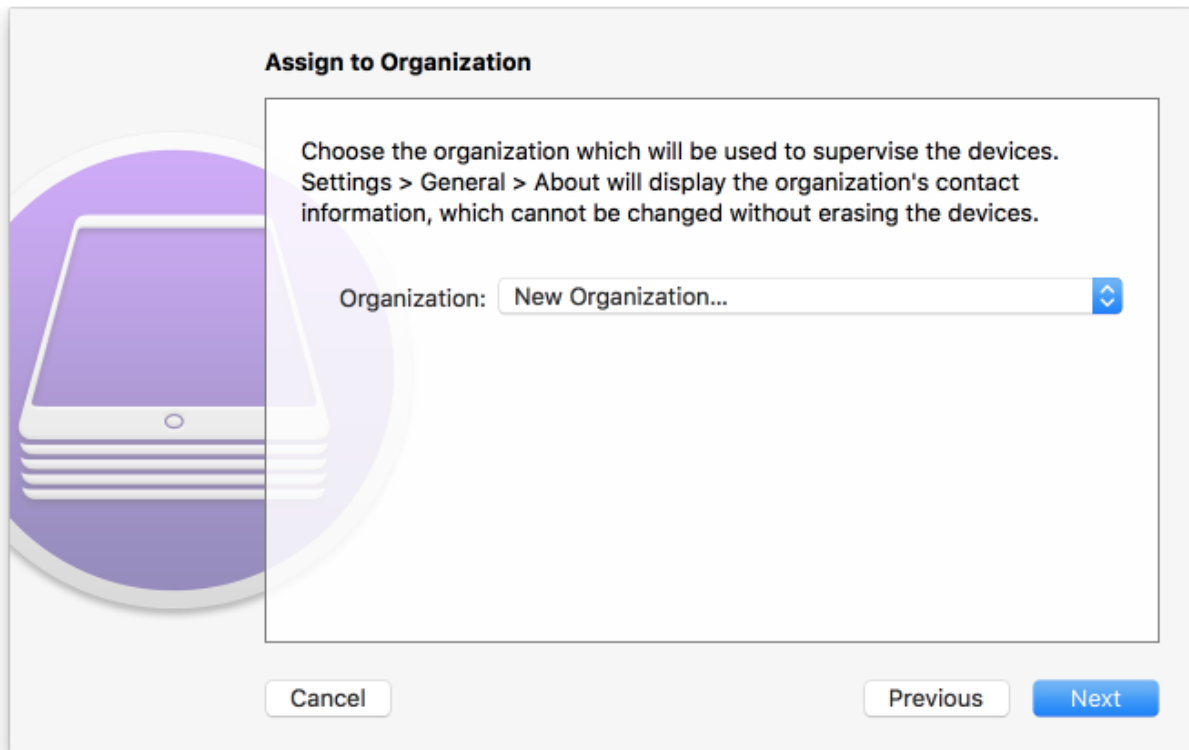 Assign to Organization
Choose the organization which will be used to supervise the devices.
Settings > General > About will display the organization's contact
information, which cannot be changed without erasing the devices.
Organization: New Organization...
Cancel Previous Next